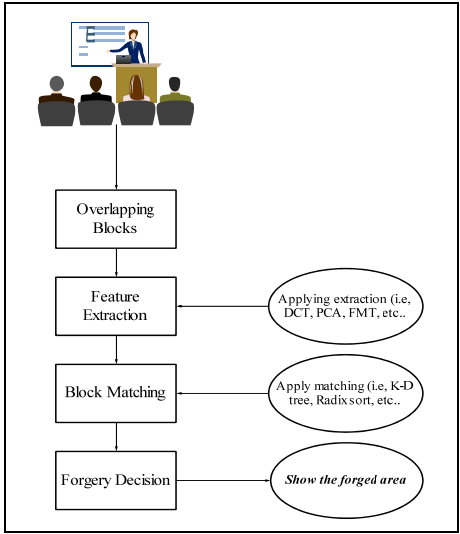 E
Overlapping
Blocks
Feature
Extraction
Applying extraction (i.e,
DCT, PCA, FMT, etc..
Block Matching
Apply matching (i.e, K-D
tree, Radix sort, etc..
Forgery Decision
Show the forged area